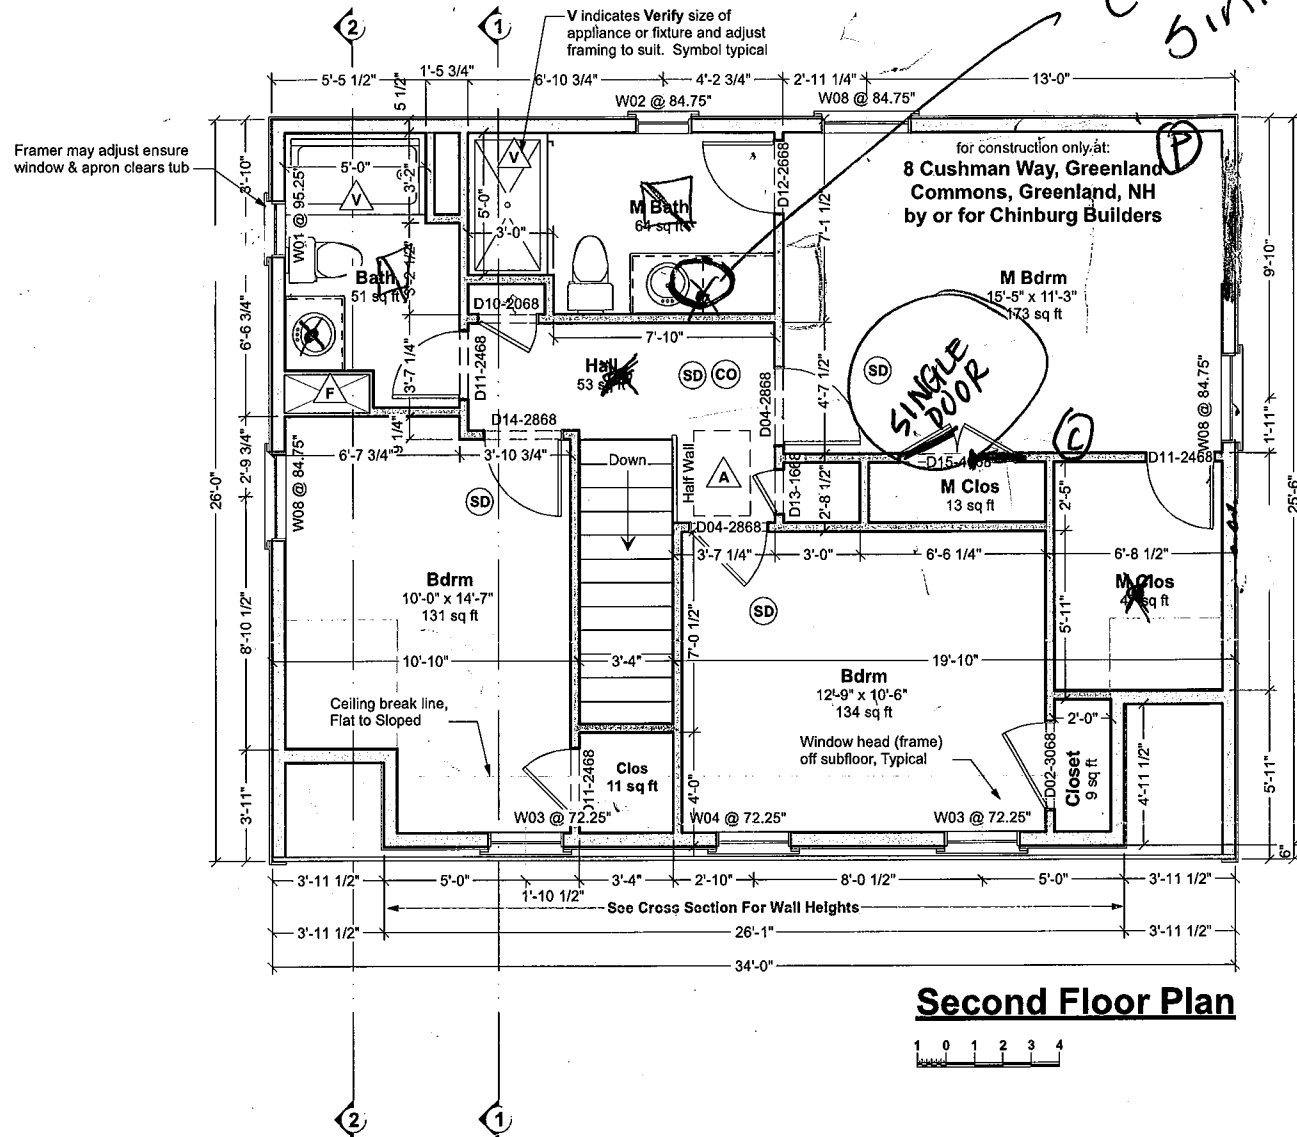 2
1
V indicates Verify size of
appliance or fixture and adjust
framing to suit. Symbol typical
5'-5 1/2"
1'-5 3/4"
6'-10 3/4"
4'-2 3/4"
2'-11 1/4"
13'-0"
5 1/2"
W02 @ 84.75"
W08 @ 84.75"
Framer may adjust ensure
window & apron clears tub
3'-10"
5'-0"
3'-2"
V
W01 @ 95.25"
V
5'-0"
3'-0"
M Bath
64 sq ft
D12-2668
7'-1 1/2"
for construction only at:
8 Cushman Way, Greenland
Commons, Greenland, NH
by or for Chinburg Builders
P
9'-10"
Bath
51 sq ft
M Bdrm
15'-5" x 11'-3"
173 sq ft
D10-2068
6'-6 3/4"
7'-10"
Hall
SD
CO
SD
SINGLE
DOOR
C
3'-7 1/4"
D11-2468
D04-2868
4'-7 1/2"
W08 @ 84.75"
1'-11"
F
D14-2868
6'-7 3/4"
3'-10 3/4"
26'-0"
25'-6"
2'-9 3/4"
W08 @ 84.75"
SD
Down
Half Wall
A
D13-1668
2'-8 1/2"
M Clos
13 sq ft
D11-2468
2'-5"
D04-2868
3'-7 1/4"
3'-0"
6'-6 1/4"
6'-8 1/2"
Bdrm
10'-0" x 14'-7"
131 sq ft
SD
M Clos
5'-11"
8'-10 1/2"
7'-0 1/2"
10'-10"
3'-4"
19'-10"
Bdrm
12'-9" x 10'-6"
134 sq ft
Ceiling break line,
Flat to Sloped
Window head (frame)
off subfloor, Typical
2'-0"
D02-3068
Closet
9 sq ft
4'-11 1/2"
5'-11"
Clos
11 sq ft
D11-2468
4'-0"
3'-11"
W03 @ 72.25"
W04 @ 72.25"
W03 @ 72.25"
6"
3'-11 1/2"
5'-0"
1'-10 1/2"
3'-4"
2'-10"
8'-0 1/2"
5'-0"
3'-11 1/2"
See Cross Section For Wall Heights
3'-11 1/2"
26'-1"
3'-11 1/2"
34'-0"
Second Floor Plan
1 0 1 2 3 4
2
1